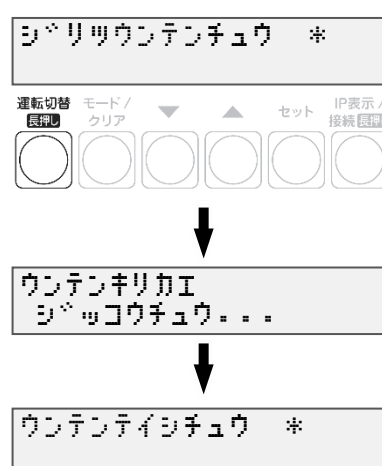 ジリツウンテンチュウ *
運転切替
長押し
モード/
クリア
▼
▲
セット
IP表示/
接続 長押
ウンテンキリカエ
ジッコウチュウ...
ウンテンテイシチュウ *